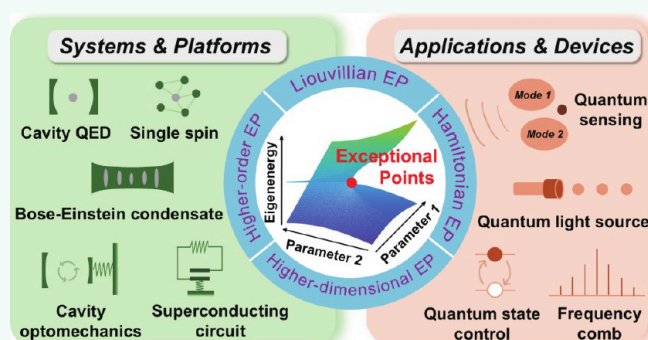 Systems & Platforms
Cavity QED
Single spin
Bose-Einstein condensate
Cavity
optomechanics
Superconducting
circuit
Liouvillian EP
Higher-order EP
Hamiltonian EP
Higher-dimensional EP
Eigenenergy
Exceptional
Points
Parameter 2
Parameter 1
Applications & Devices
Mode 1
Mode 2
Quantum
sensing
Quantum light source
Quantum state
control
Frequency
comb